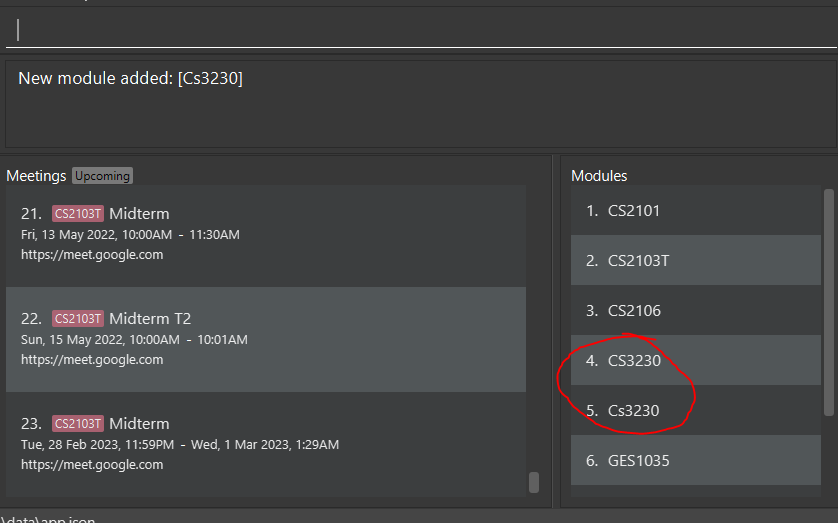 New module added: [Cs3230]
Meetings Upcoming
21. CS2103T Midterm
Fri, 13 May 2022, 10:00AM - 11:30AM
https://meet.google.com
22. CS2103T Midterm T2
Sun, 15 May 2022, 10:00AM - 10:01AM
https://meet.google.com
23. CS2103T Midterm
Tue, 28 Feb 2023, 11:59PM - Wed, 1 Mar 2023, 1:29AM
https://meet.google.com
Modules
1. CS2101
2. CS2103T
3. CS2106
4. CS3230
5. Cs3230
6. GES1035
\data\app.json